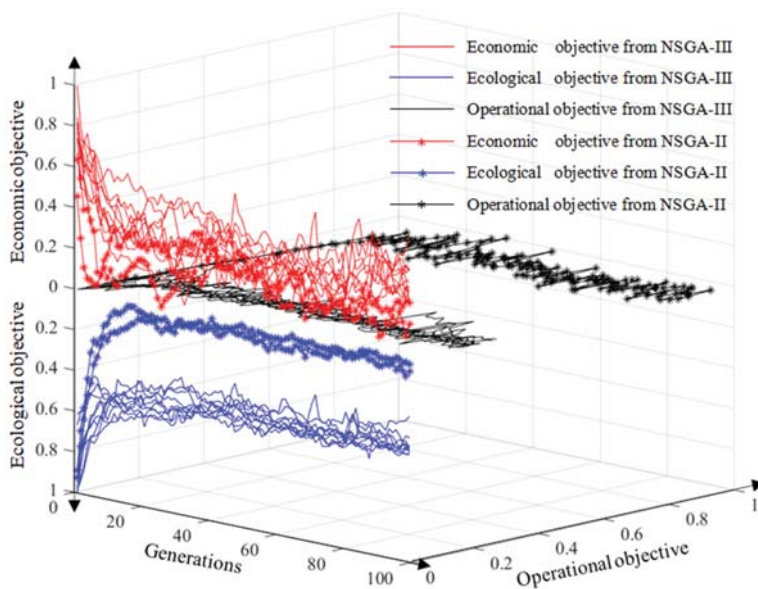 Economic objective from NSGA-III
Ecological objective from NSGA-III
Operational objective from NSGA-III
Economic objective from NSGA-II
Ecological objective from NSGA-II
Operational objective from NSGA-II
Economic objective
1
0.8
0.6
0.4
0.2
0
Ecological objective
0.2
0.4
0.6
0.8
1
0
20
40
60
80
100
Generations
0
0.2
0.4
0.6
0.8
1
Operational objective